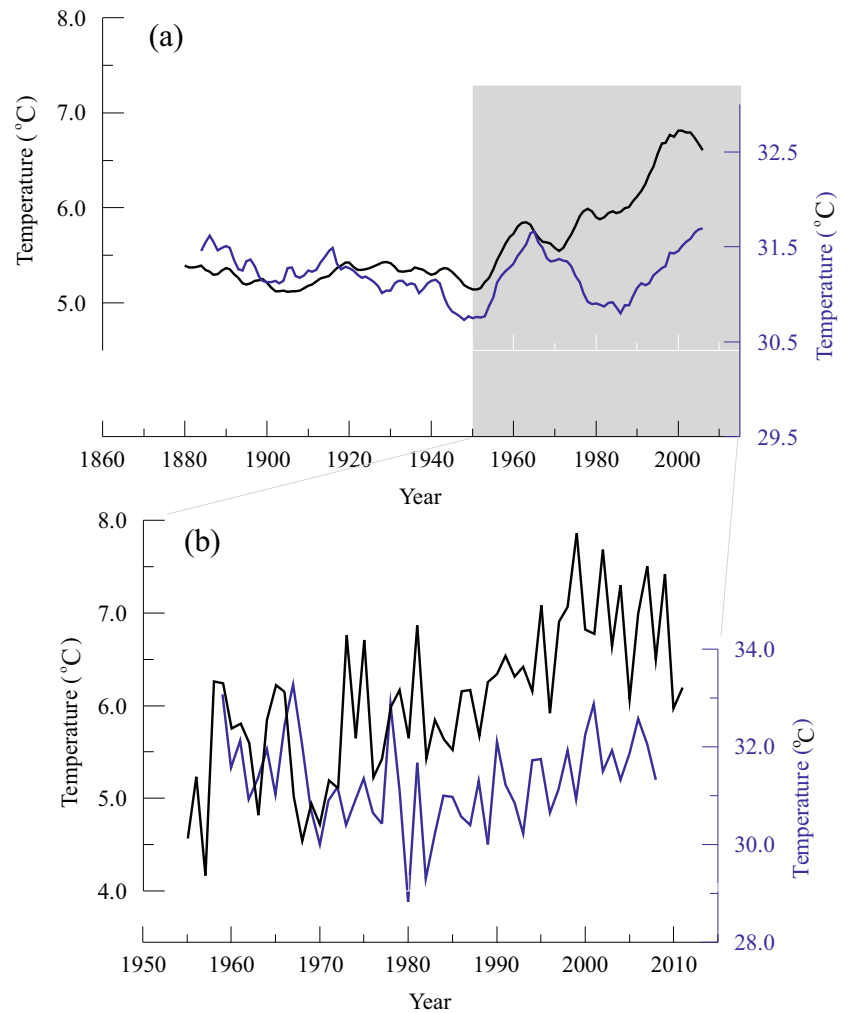 (a)
8.0
7.0
6.0
5.0
Temperature (°C)
32.5
31.5
30.5
29.5
Temperature (°C)
1860 1880 1900 1920 1940 1960 1980 2000
Year
(b)
8.0
7.0
6.0
5.0
4.0
Temperature (°C)
34.0
32.0
30.0
28.0
Temperature (°C)
1950 1960 1970 1980 1990 2000 2010
Year